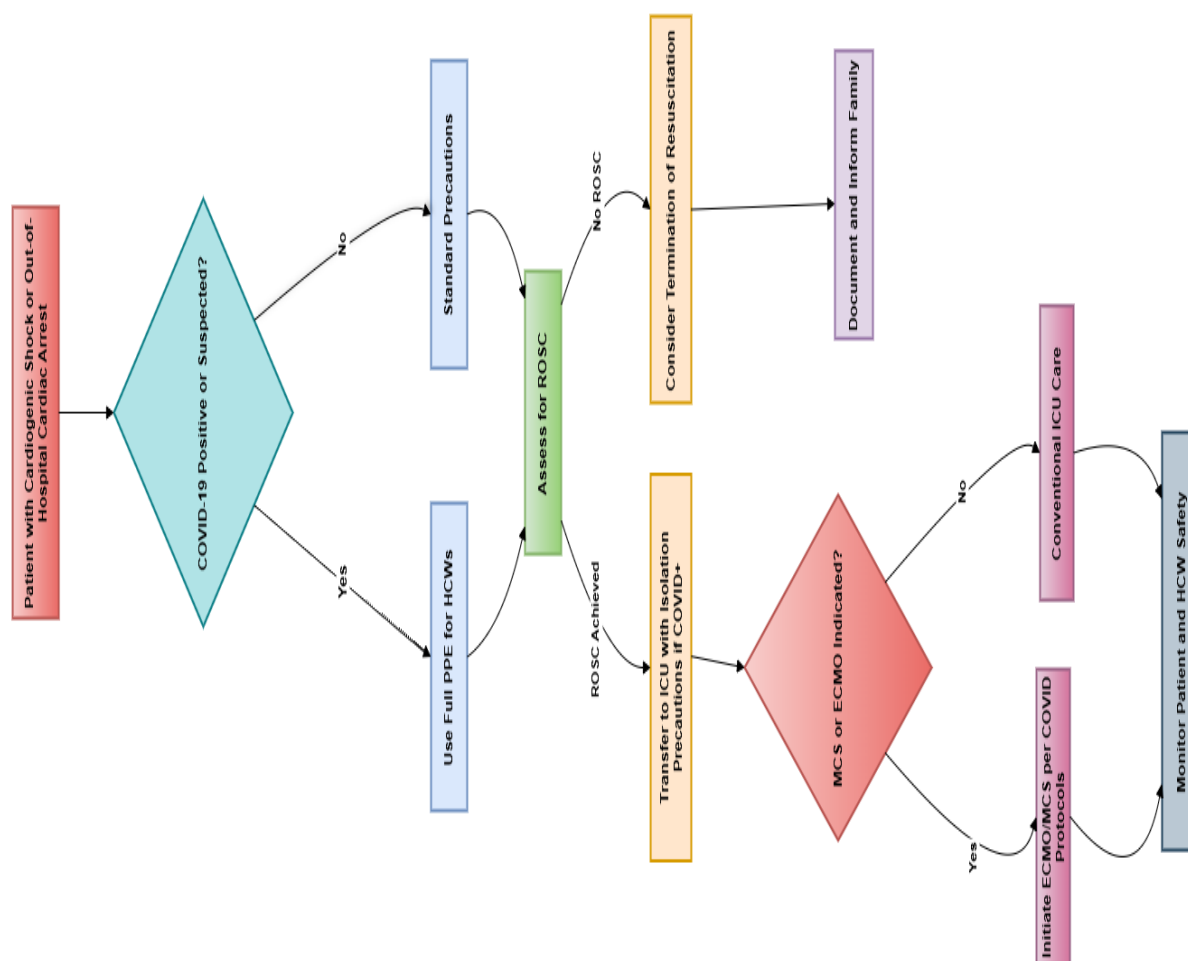 Patient with Cardiogenic Shock or Out-of-
Hospital Cardiac Arrest
COVID-19 Positive or Suspected?
Yes
No
Use Full PPE for HCWs
Standard Precautions
Assess for ROSC
ROSC Achieved
No ROSC
Transfer to ICU with Isolation
Precautions if COVID+
Consider Termination of Resuscitation
MCS or ECMO Indicated?
Document and Inform Family
Yes
No
Initiate ECMO/MCS per COVID
Protocols
Conventional ICU Care
Monitor Patient and HCW Safety